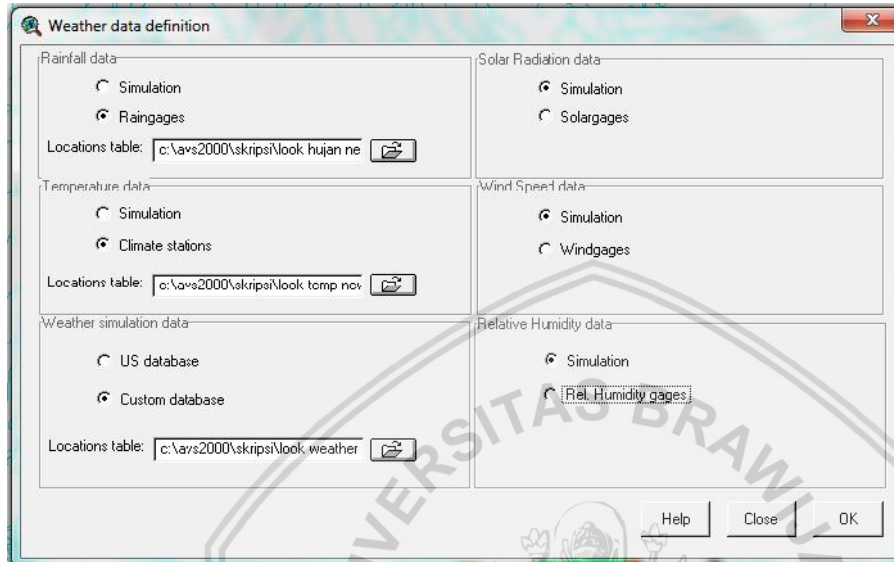 Weather data definition
Rainfall data
Simulation
Raingages
Locations table: c:\avs2000\skripsi\look hujan ne
Temperature data
Simulation
Climate stations
Locations table: c:\avs2000\skripsi\look temp nov
Weather simulation data
US database
Custom database
Locations table: c:\avs2000\skripsi\look weather
Solar Radiation data
Simulation
Solargages
Wind Speed data
Simulation
Windgages
Relative Humidity data
Simulation
Rel. Humidity gages
Help Close OK
VERSITAS BRAWIJA